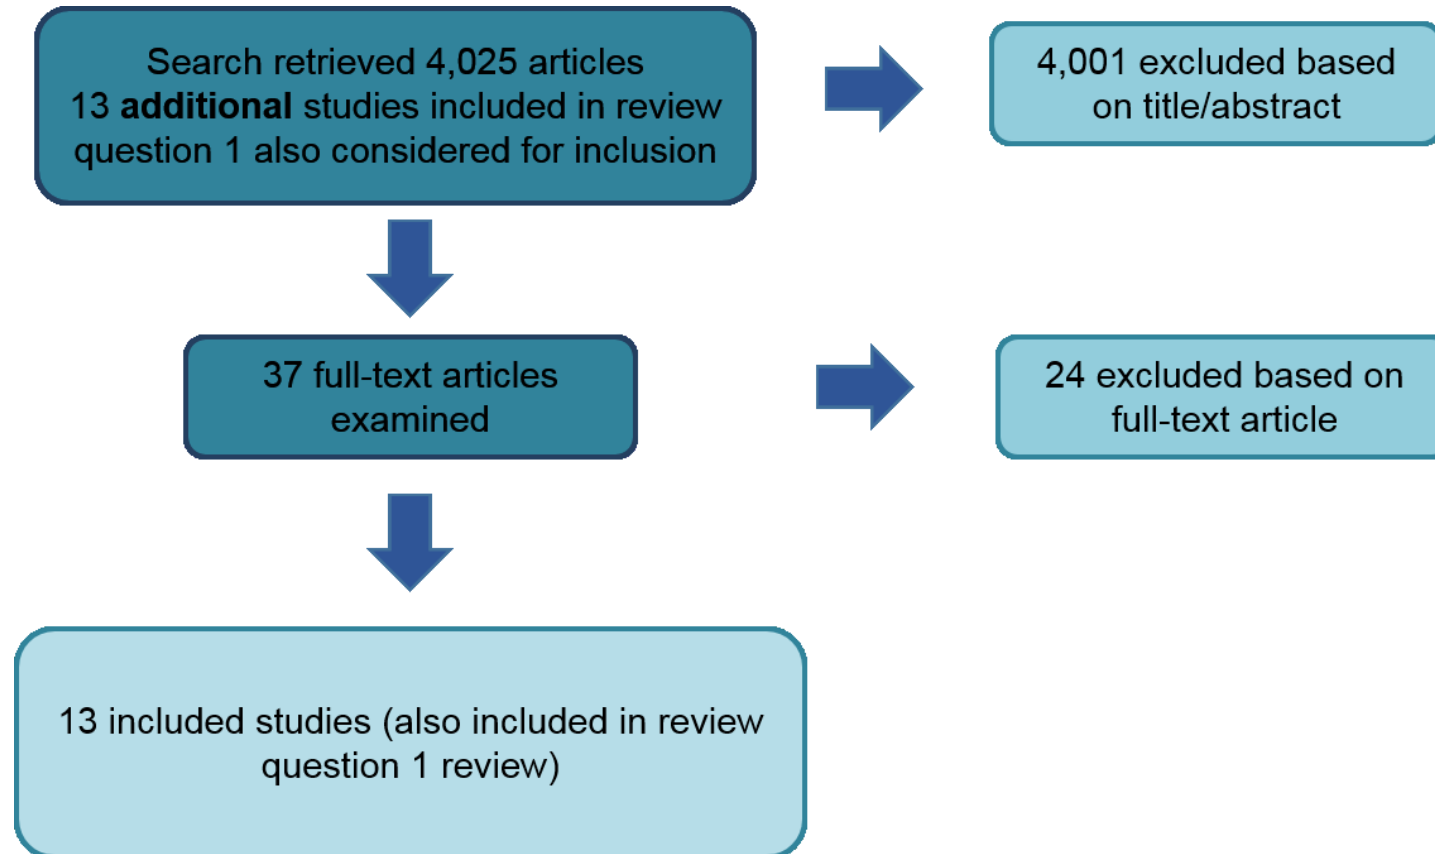 Search retrieved 4,025 articles
13 additional studies included in review
question 1 also considered for inclusion
4,001 excluded based
on title/abstract
37 full-text articles
examined
24 excluded based on
full-text article
13 included studies (also included in review
question 1 review)